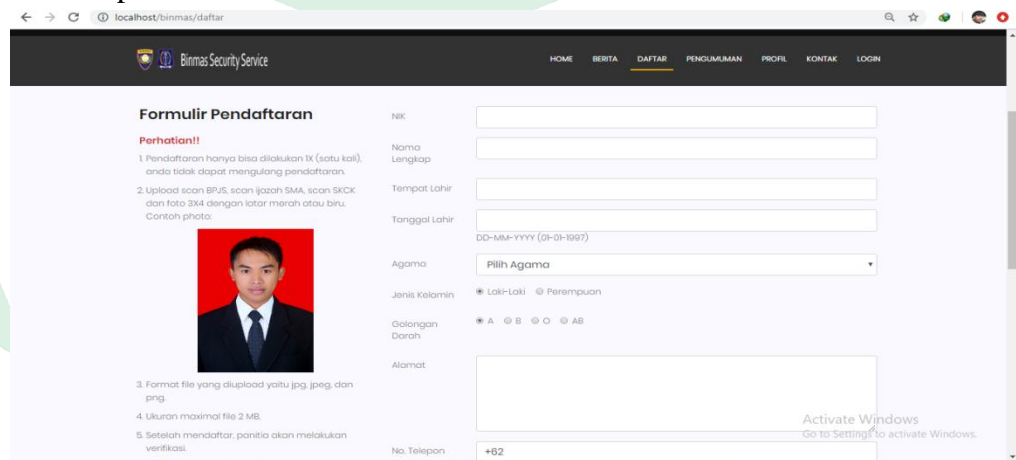 localhost/binmas/daftar
Binmas Security Service
HOME BERITA DAFTAR PENGUMUMAN PROFIL KONTAK LOGIN
Formulir Pendaftaran
Perhatian!!
1. Pendaftaran hanya bisa dilakukan 1X (satu kali),
anda tidak dapat mengulang pendaftaran.
2. Upload scan BPJS, scan ijazah SMA, scan SKCK
dan foto 3X4 dengan latar merah atau biru.
Contoh photo:
3. Format file yang diupload yaitu jpg, jpeg, dan
png.
4. Ukuran maximal file 2 MB.
5. Setelah mendaftar, panitia akan melakukan
verifikasi.
NIK
Nama
Lengkap
Tempat Lahir
Tanggal Lahir
DD-MM-YYYY (01-01-1997)
Agama
Pilih Agama
Jenis Kelamin
Laki-Laki Perempuan
Golongan
Darah
A B O AB
Alamat
No. Telepon
+62
Activate Windows
Go to Settings to activate Windows.